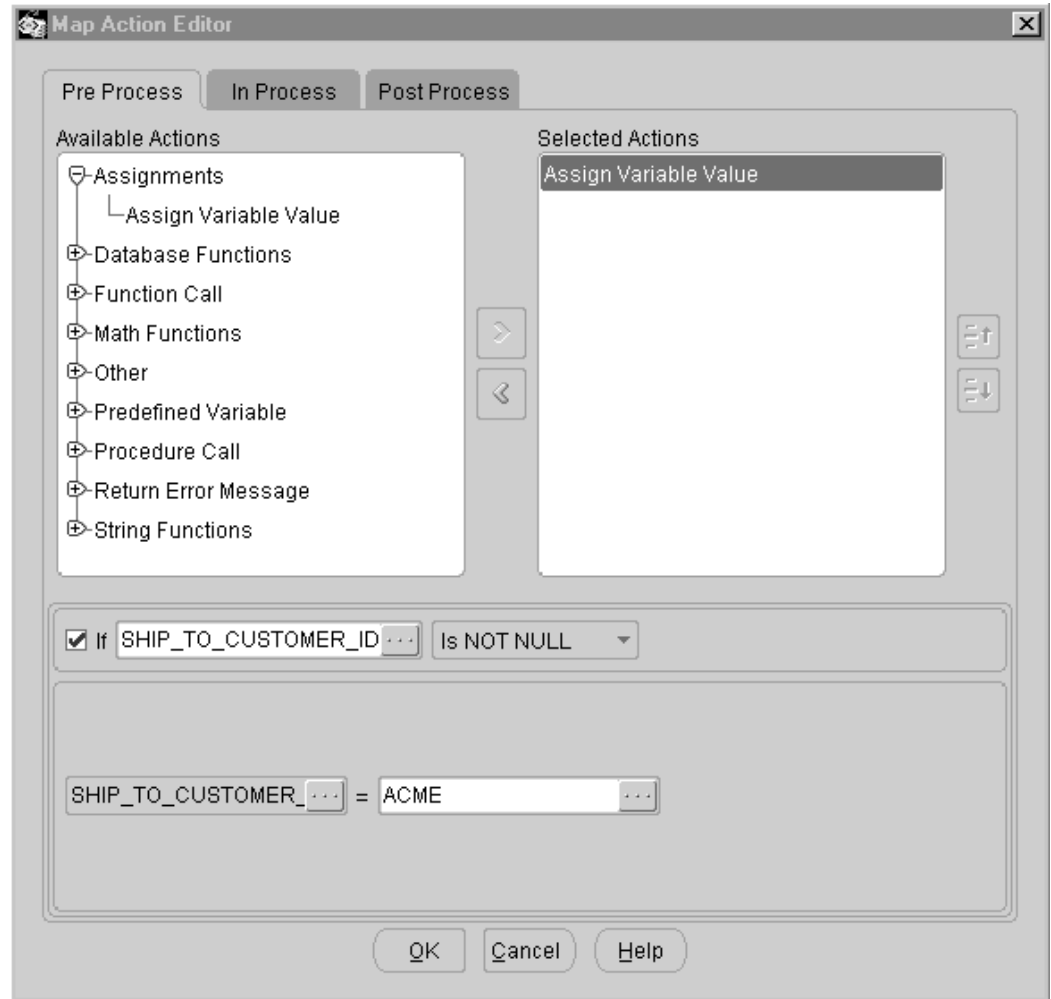 Map Action Editor
Pre Process In Process Post Process
Available Actions
Selected Actions
Assignments
Assign Variable Value
Database Functions
Function Call
Math Functions
Other
Predefined Variable
Procedure Call
Return Error Message
String Functions
Assign Variable Value
If SHIP_TO_CUSTOMER_ID ... Is NOT NULL
SHIP_TO_CUSTOMER_ ... = ACME ...
OK Cancel Help